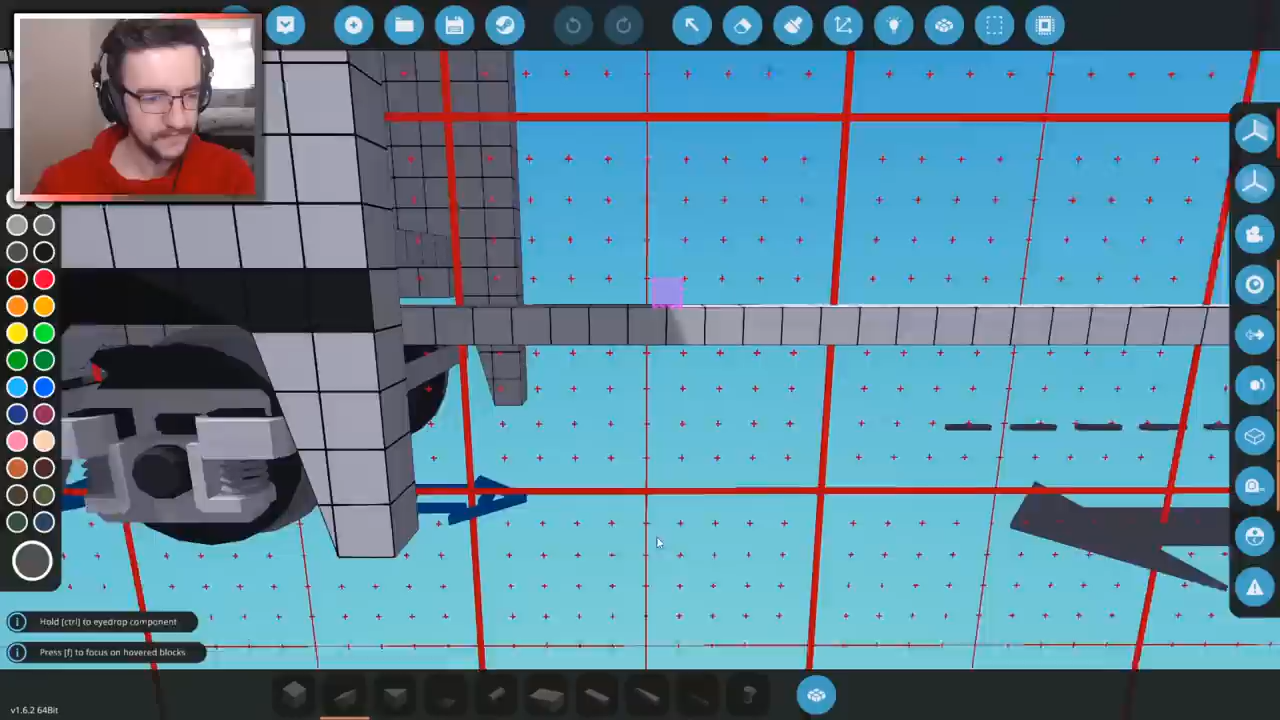 Hold [ctrl] to eyedrop component
Press [f] to focus on hovered blocks
v1.6.2 64Bit